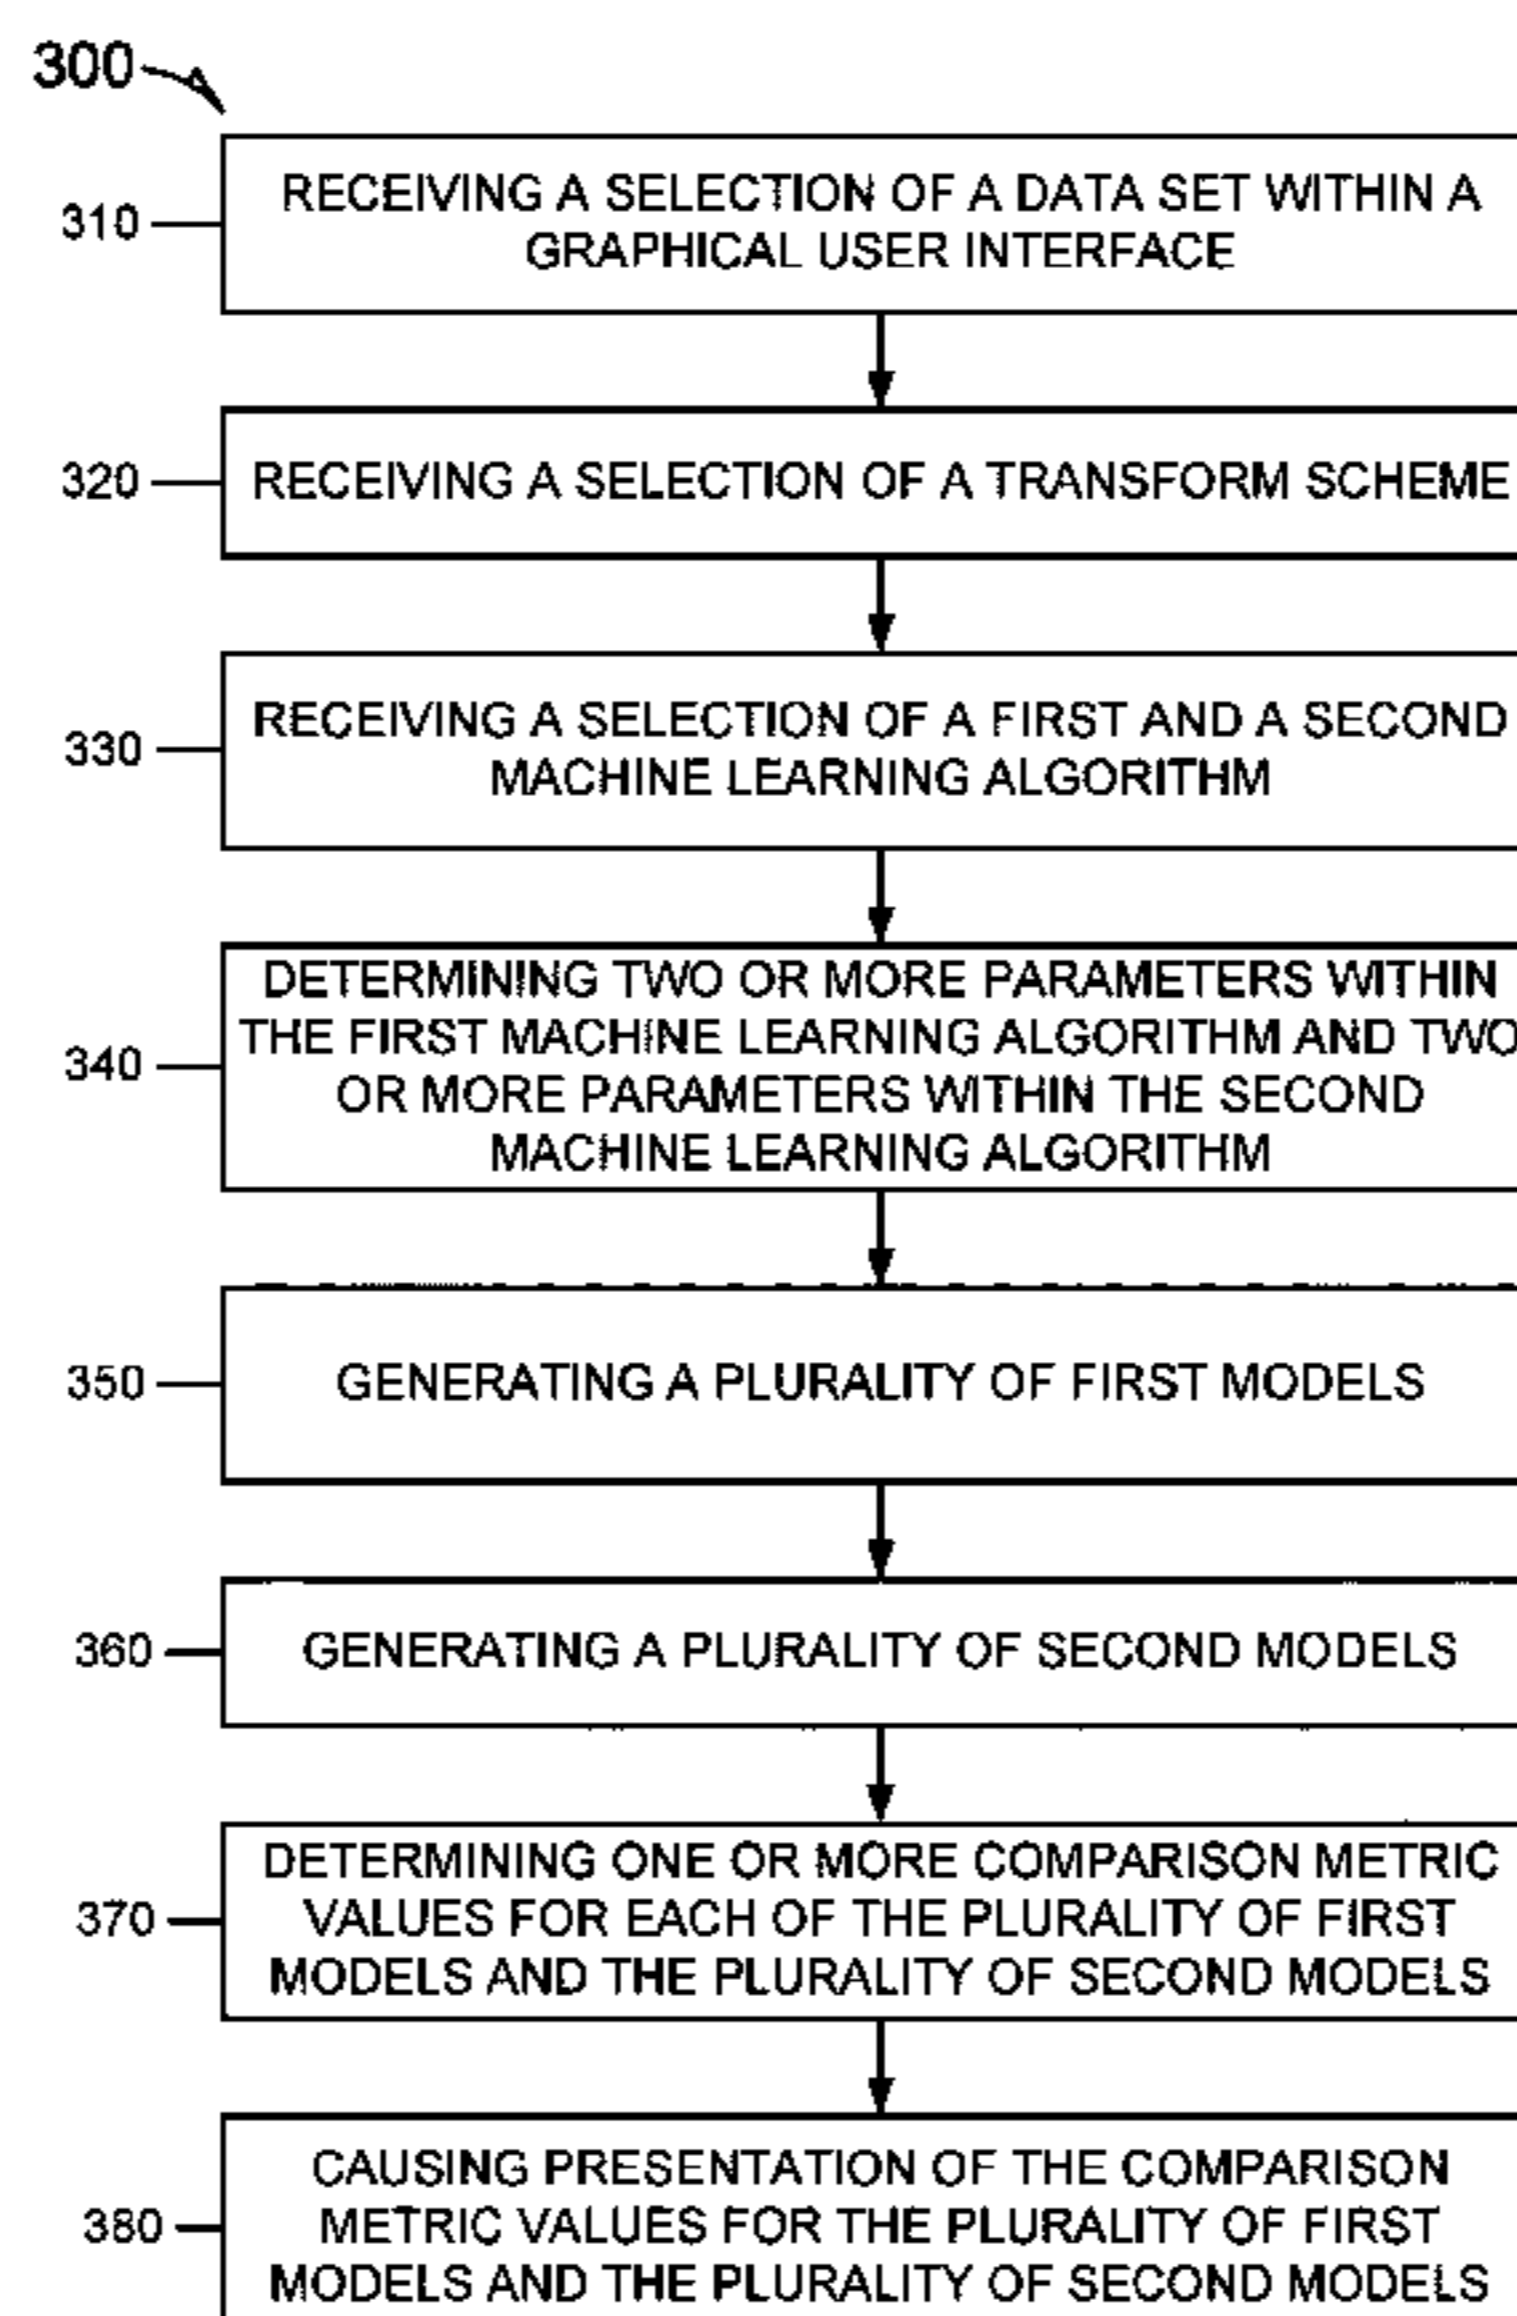 300
310
RECEIVING A SELECTION OF A DATA SET WITHIN A
GRAPHICAL USER INTERFACE
320
RECEIVING A SELECTION OF A TRANSFORM SCHEME
330
RECEIVING A SELECTION OF A FIRST AND A SECOND
MACHINE LEARNING ALGORITHM
340
DETERMINING TWO OR MORE PARAMETERS WITHIN
THE FIRST MACHINE LEARNING ALGORITHM AND TWO
OR MORE PARAMETERS WITHIN THE SECOND
MACHINE LEARNING ALGORITHM
350
GENERATING A PLURALITY OF FIRST MODELS
360
GENERATING A PLURALITY OF SECOND MODELS
370
DETERMINING ONE OR MORE COMPARISON METRIC
VALUES FOR EACH OF THE PLURALITY OF FIRST
MODELS AND THE PLURALITY OF SECOND MODELS
380
CAUSING PRESENTATION OF THE COMPARISON
METRIC VALUES FOR THE PLURALITY OF FIRST
MODELS AND THE PLURALITY OF SECOND MODELS